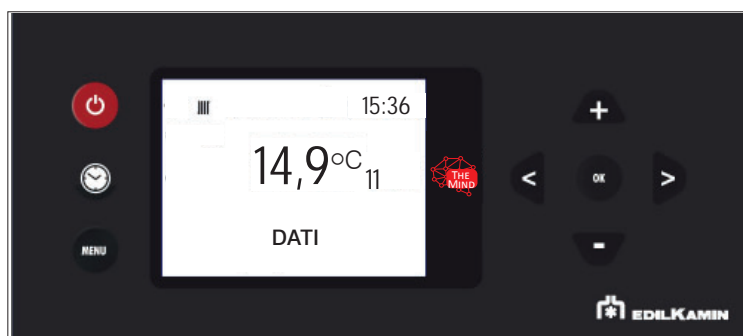 15:36
14,9°C 11
DATI
MENU
THE
MIND
+
< OK >
-
EDILKAMIN